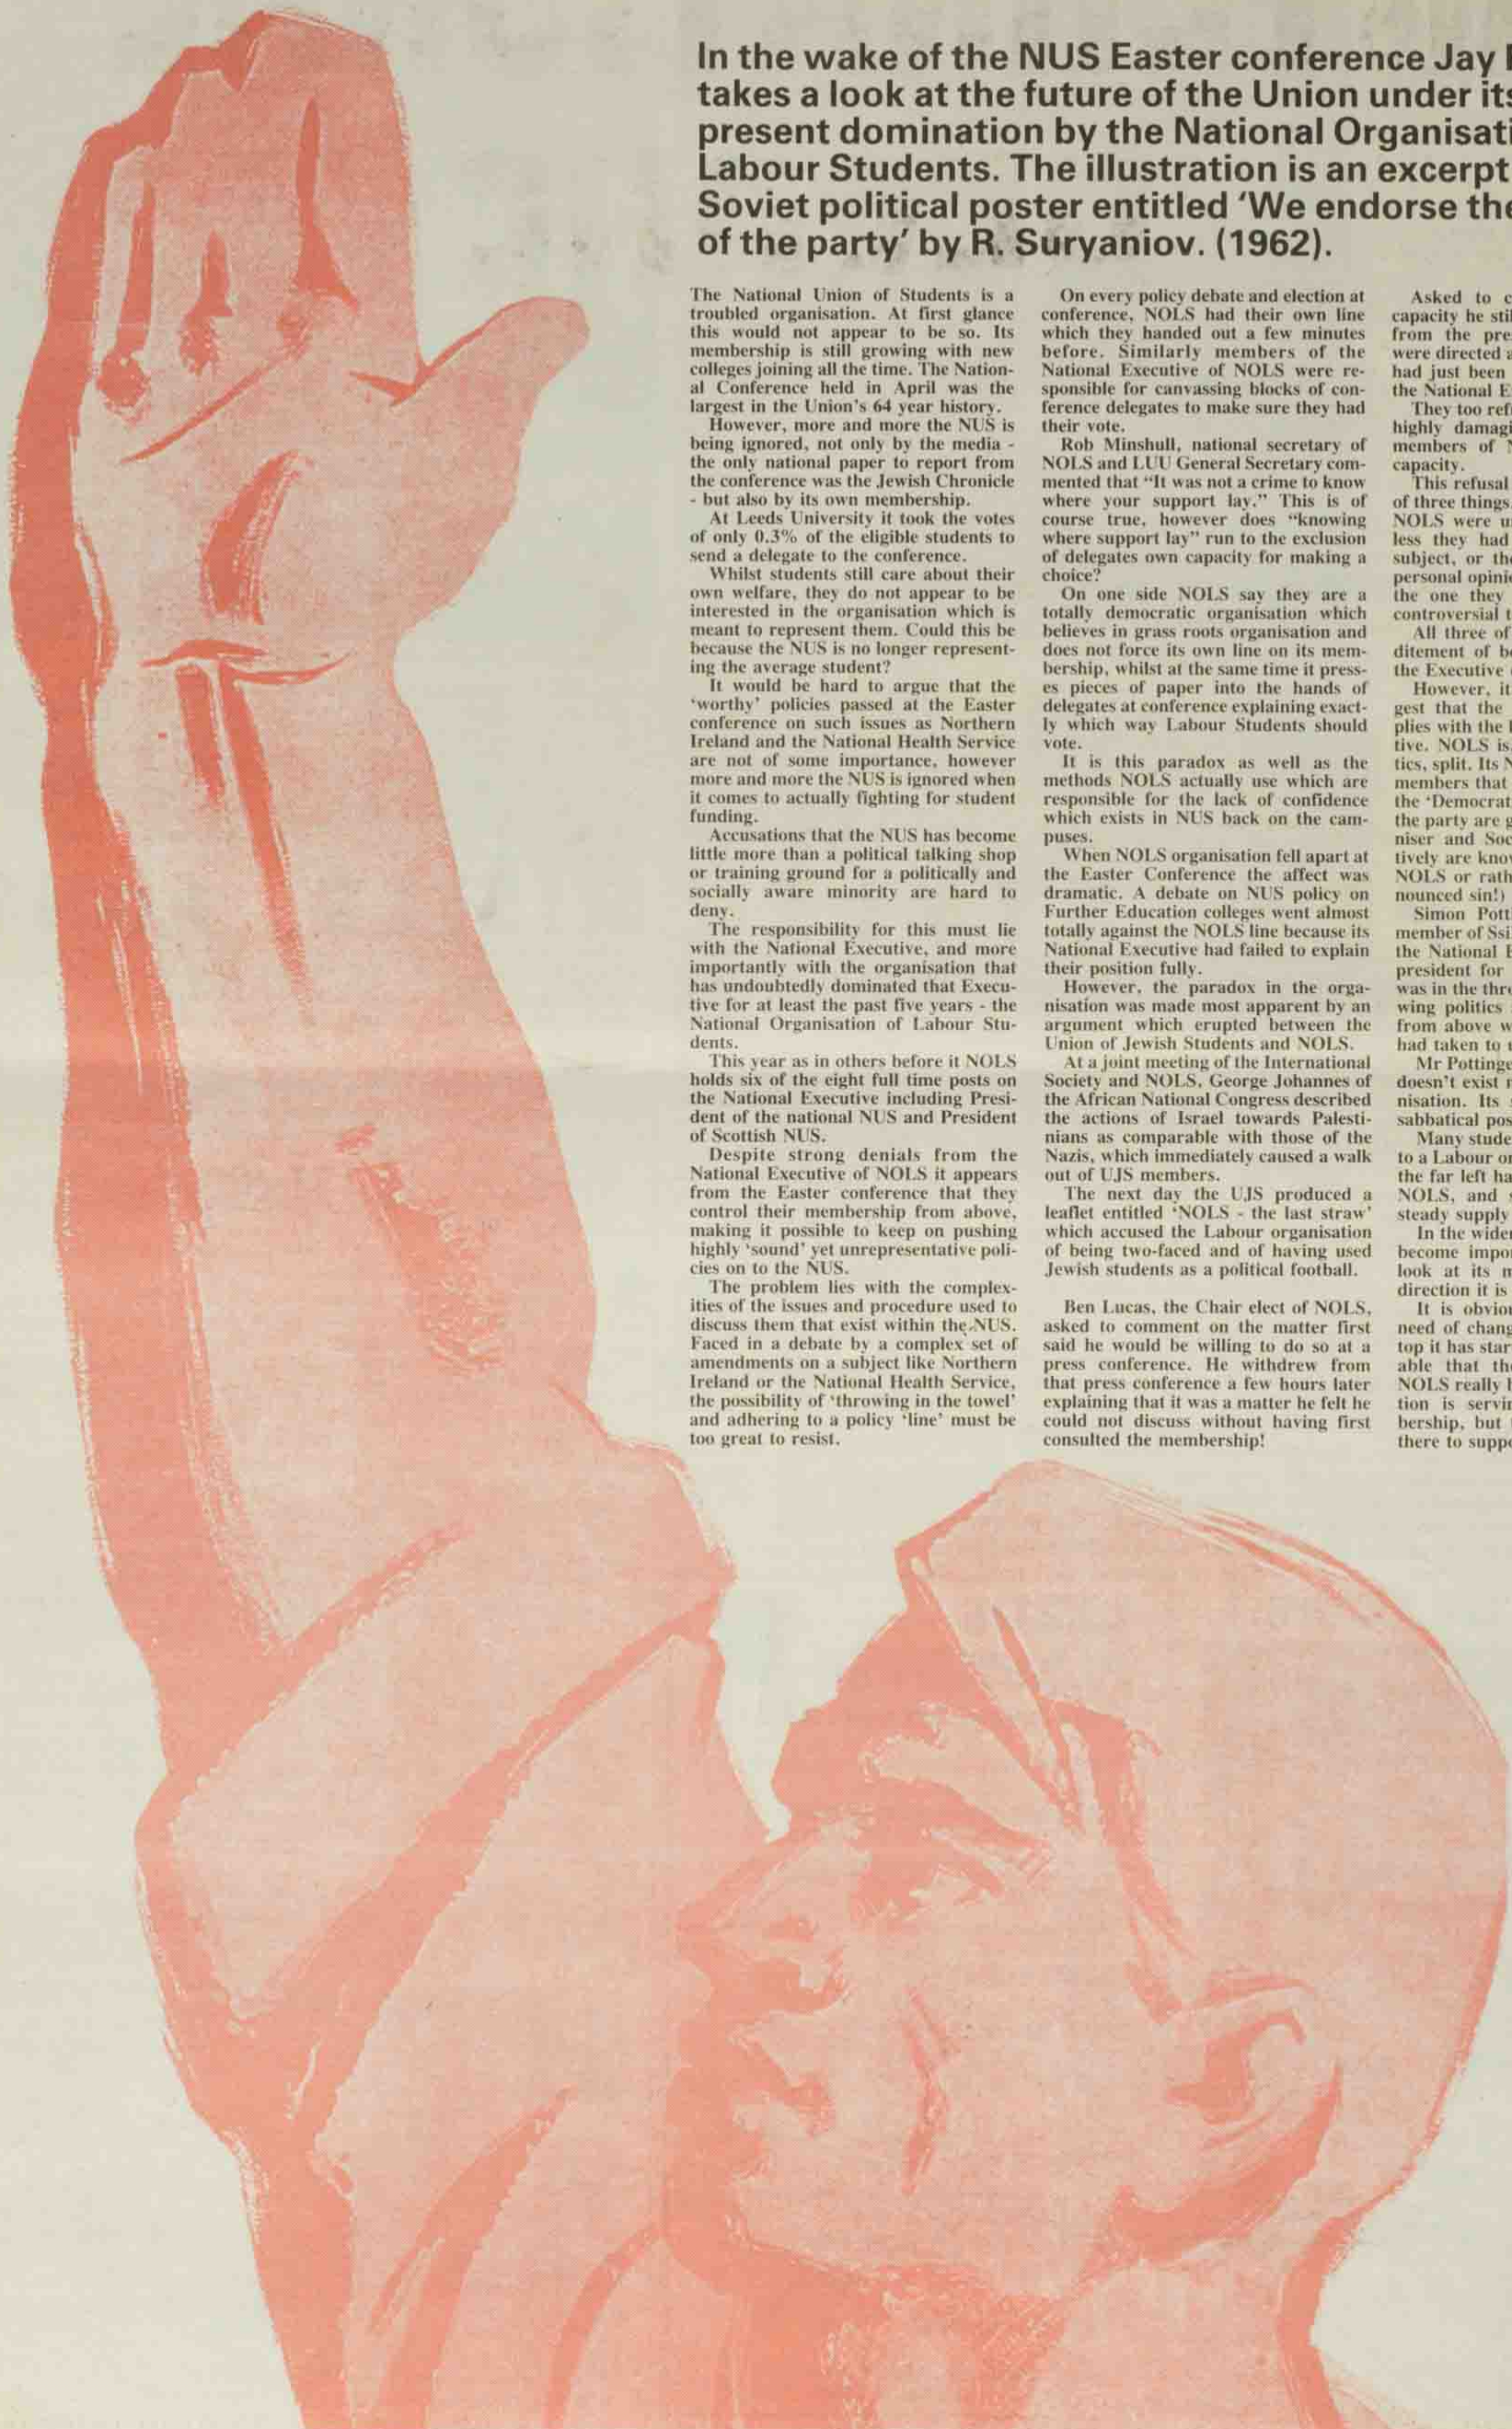 In the wake of the NUS Easter conference Jay
takes a look at the future of the Union under its
present domination by the National Organisati
Labour Students. The illustration is an excerpt
Soviet political poster entitled ‘We endorse the
of the party’ by R. Suryaniov. (1962).
The National Union of Students is a
troubled organisation. At first glance
this would not appear to be so. Its
membership is still growing with new
colleges joining all the time. The Nation-
al Conference held in April was the
largest in the Union's 64 year history.
However, more and more the NUS is
being ignored, not only by the media -
the only national paper to report from
the conference was the Jewish Chronicle
- but also by its own membership.
At Leeds University it took the votes
of only 0.3% of the eligible students to
send a delegate to the conference.
Whilst students still care about their
own welfare, they do not appear to be
interested in the organisation which is
meant to represent them. Could this be
because the NUS is no longer represent-
ing the average student?
It would be hard to argue that the
‘worthy’ policies passed at the Easter
conference on such issues as Northern
Ireland and the National Health Service
are not of some importance, however
more and more the NUS is ignored when
it comes to actually fighting for student
funding.
Accusations that the NUS has become
little more than a political talking shop
or training ground for a politically and
socially aware minority are hard to
deny.
The responsibility for this must lie
with the National Executive, and more
importantly with the organisation that
has undoubtedly dominated that Execu-
tive for at least the past five years - the
National Organisation of Labour Stu-
dents.
This year as in others before it NOLS
holds six of the eight full time posts on
the National Executive including Presi-
dent of the national NUS and President
of Scottish NUS.
Despite strong denials from the
National Executive of NOLS it appears
from the Easter conference that they
control their membership from above,
making it possible to keep on pushing
highly ‘sound’ yet unrepresentative poli-
cies on to the NUS.
The problem lies with the complex-
ities of the issues and procedure used to
discuss them that exist within the NUS.
Faced in a debate by a complex set of
amendments on a subject like Northern
Ireland or the National Health Service,
the possibility of ‘throwing in the towel’
and adhering to a policy ‘line’ must be
too great to resist.
On every policy debate and election at
conference, NOLS had their own line
which they handed out a few minutes
before. Similarly members of the
National Executive of NOLS were re-
sponsible for canvassing blocks of con-
ference delegates to make sure they had
their vote.
Rob Minshull, national secretary of
NOLS and LUU General Secretary com-
mented that “It was not a crime to know
where your support lay.” This is of
course true, however does “knowing
where support lay” run to the exclusion
of delegates own capacity for making a
choice?
On one side NOLS say they are a
totally democratic organisation which
believes in grass roots organisation and
does not force its own line on its mem-
bership, whilst at the same time it press-
es pieces of paper into the hands of
delegates at conference explaining exact-
ly which way Labour Students should
vote.
It is this paradox as well as the
methods NOLS actually use which are
responsible for the lack of confidence
which exists in NUS back on the cam-
puses.
When NOLS organisation fell apart at
the Easter Conference the affect was
dramatic. A debate on NUS policy on
Further Education colleges went almost
totally against the NOLS line because its
National Executive had failed to explain
their position fully.
However, the paradox in the orga-
nisation was made most apparent by an
argument which erupted between the
Union of Jewish Students and NOLS.
At a joint meeting of the International
Society and NOLS, George Johannes of
the African National Congress described
the actions of Israel towards Palesti-
nians as comparable with those of the
Nazis, which immediately caused a walk
out of UJS members.
The next day the UJS produced a
leaflet entitled ‘NOLS - the last straw’
which accused the Labour organisation
of being two-faced and of having used
Jewish students as a political football.
Ben Lucas, the Chair elect of NOLS,
asked to comment on the matter first
said he would be willing to do so at a
press conference. He withdrew from
that press conference a few hours later
explaining that it was a matter he felt he
could not discuss without having first
consulted the membership!
Asked to c
capacity he stil
from the pre
were directed a
had just been
the National E
They too ref
highly damagi
members of N
capacity.
This refusal
of three things
NOLS were u
less they had
subject, or the
personal opinio
the one they
controversial t
All three of
ditement of be
the Executive
However, it
gest that the
plies with the
tive. NOLS is
tics, split. Its N
members that
the ‘Democrat
the party are g
niser and Soc
tively are know
NOLS or rath
nounced sin!)
Simon Pott
member of Ssi
the National E
president for
was in the thre
wing politics
from above w
had taken to t
Mr Pottinge
doesn't exist
nisation. Its
sabbatical pos
Many stude
to a Labour or
the far left ha
NOLS, and
steady supply
In the wider
become impor
look at its m
direction it is
It is obviou
need of chang
top it has star
able that the
NOLS really
tion is servin
bership, but
there to suppo